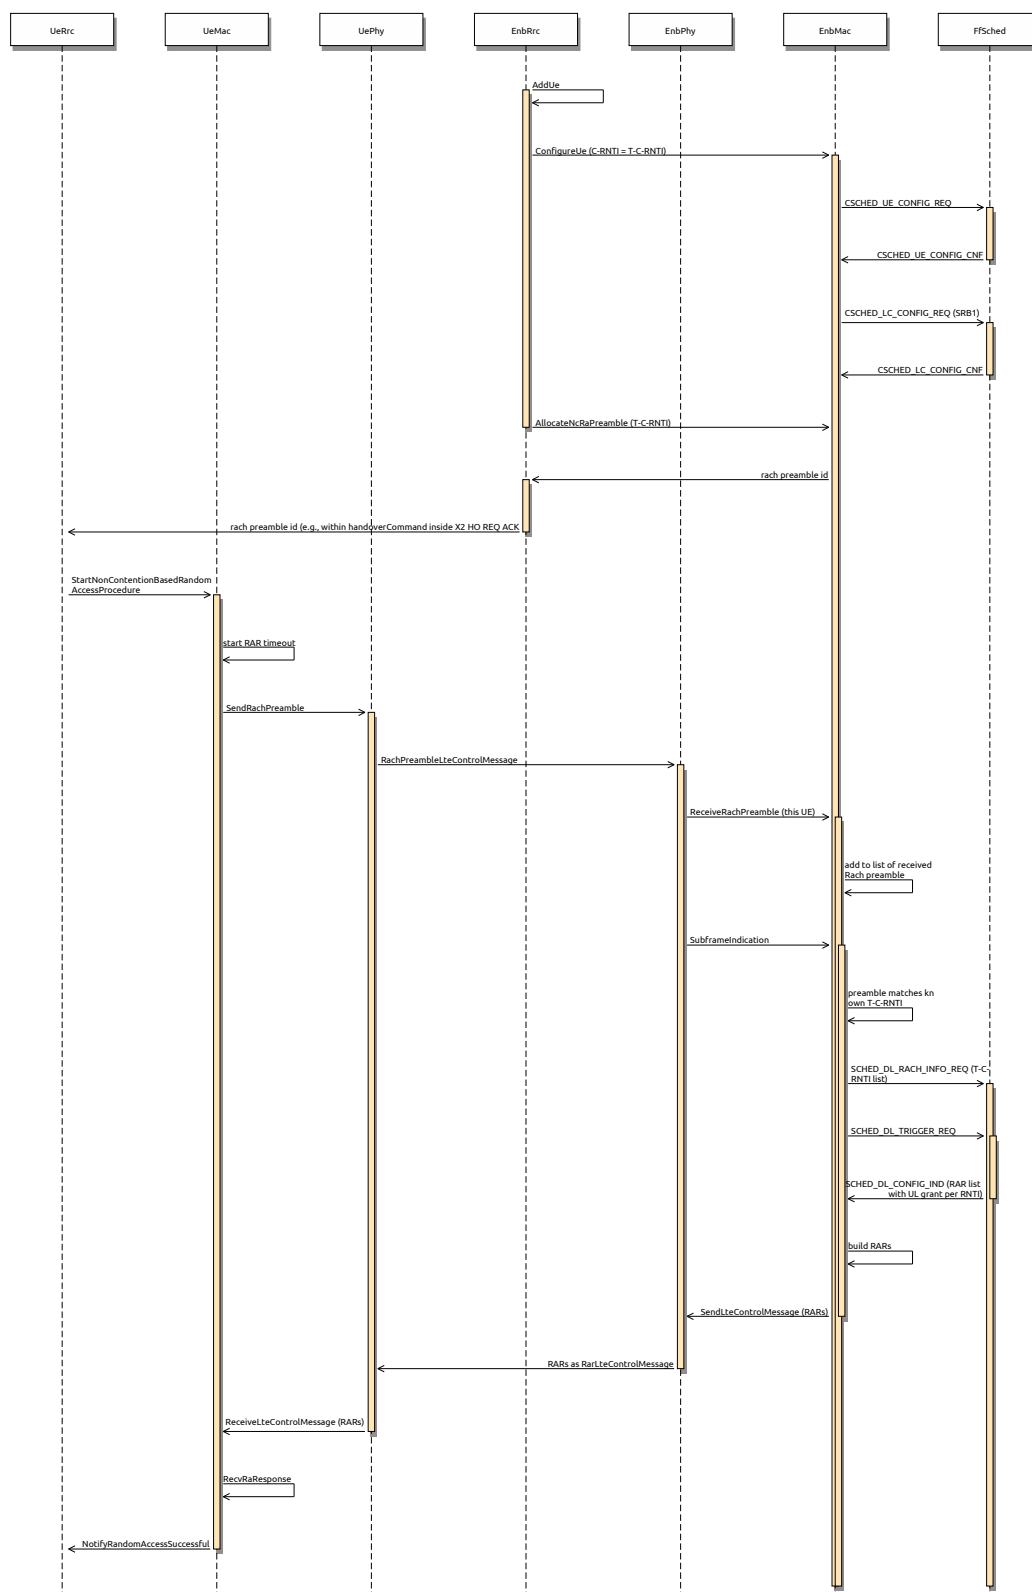 UeRrc
UeMac
UePhy
EnbRrc
EnbPhy
EnbMac
FfSched
AddUe
ConfigureUe (C-RNTI = T-C-RNTI)
CSCHED_UE_CONFIG_REQ
CSCHED_UE_CONFIG_CNF
CSCHED_LC_CONFIG_REQ (SRB1)
CSCHED_LC_CONFIG_CNF
AllocateNcRaPreamble (T-C-RNTI)
rach preamble id
rach preamble id (e.g., within handoverCommand inside X2 HO REQ ACK
StartNonContentionBasedRandom
AccessProcedure
start RAR timeout
SendRachPreamble
RachPreambleLteControlMessage
ReceiveRachPreamble (this UE)
add to list of received
Rach preamble
SubframeIndication
preamble matches kn
own T-C-RNTI
SCHED_DL_RACH_INFO_REQ (T-C-
RNTI list)
SCHED_DL_TRIGGER_REQ
SCHED_DL_CONFIG_IND (RAR list
with UL grant per RNTI)
build RARs
SendLteControlMessage (RARs)
RARs as RarLteControlMessage
ReceiveLteControlMessage (RARs)
RecvRaResponse
NotifyRandomAccessSuccessful